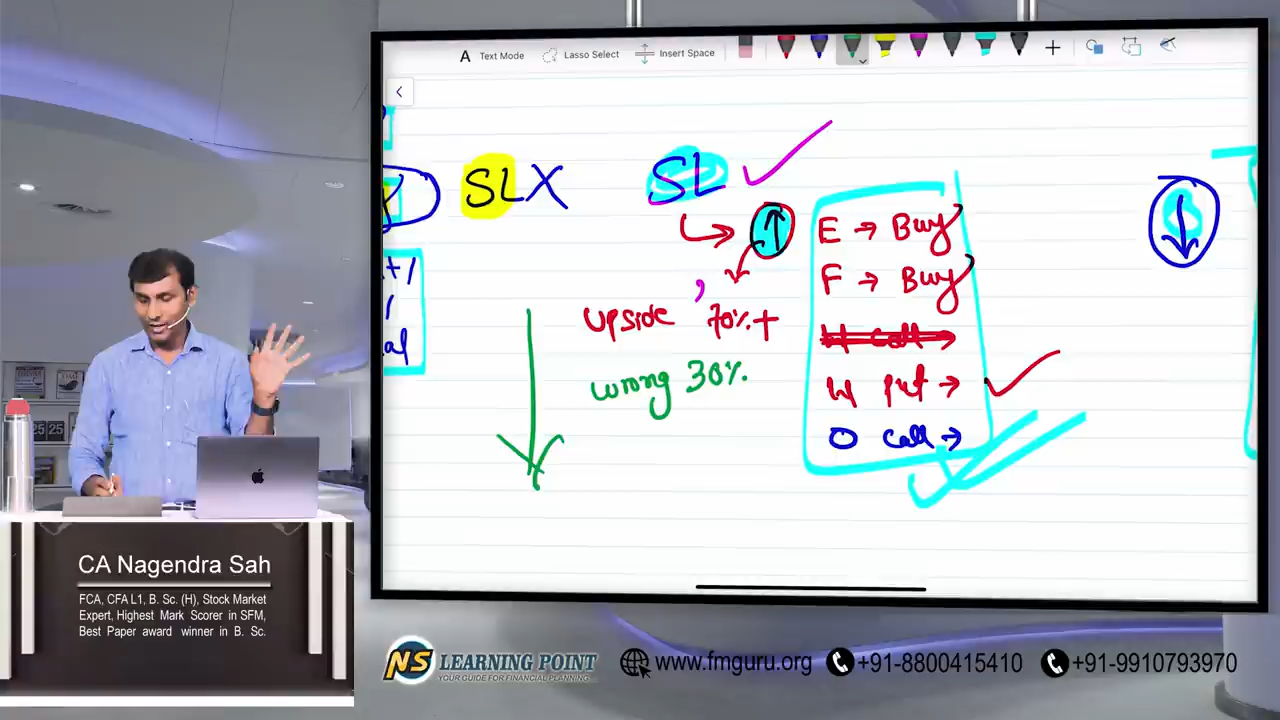 Text Mode
Lasso Select
Insert Space
SLX
SL
E → Buy
F → Buy
Call →
upside 70%+
wrong 30%
W Put →
O Call →
CA Nagendra Sah
FCA, CFA L1, B. Sc. (H), Stock Market
Expert, Highest Mark Scorer in SFM,
Best Paper award winner in B. Sc.
NS LEARNING POINT
YOUR GUIDE FOR FINANCIAL PLANNING
www.fmguru.org
+91-8800415410
+91-9910793970